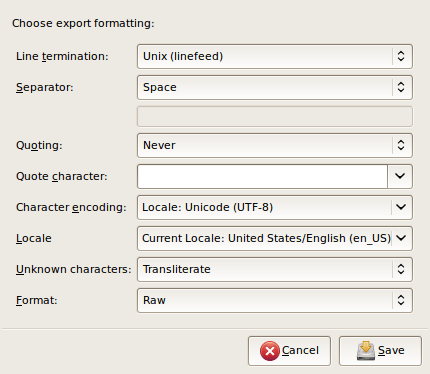 Choose export formatting:
Line termination: Unix (linefeed)
Separator: Space
Quoting: Never
Quote character:
Character encoding: Locale: Unicode (UTF-8)
Locale Current Locale: United States/English (en_US)
Unknown characters: Transliterate
Format: Raw
Cancel Save